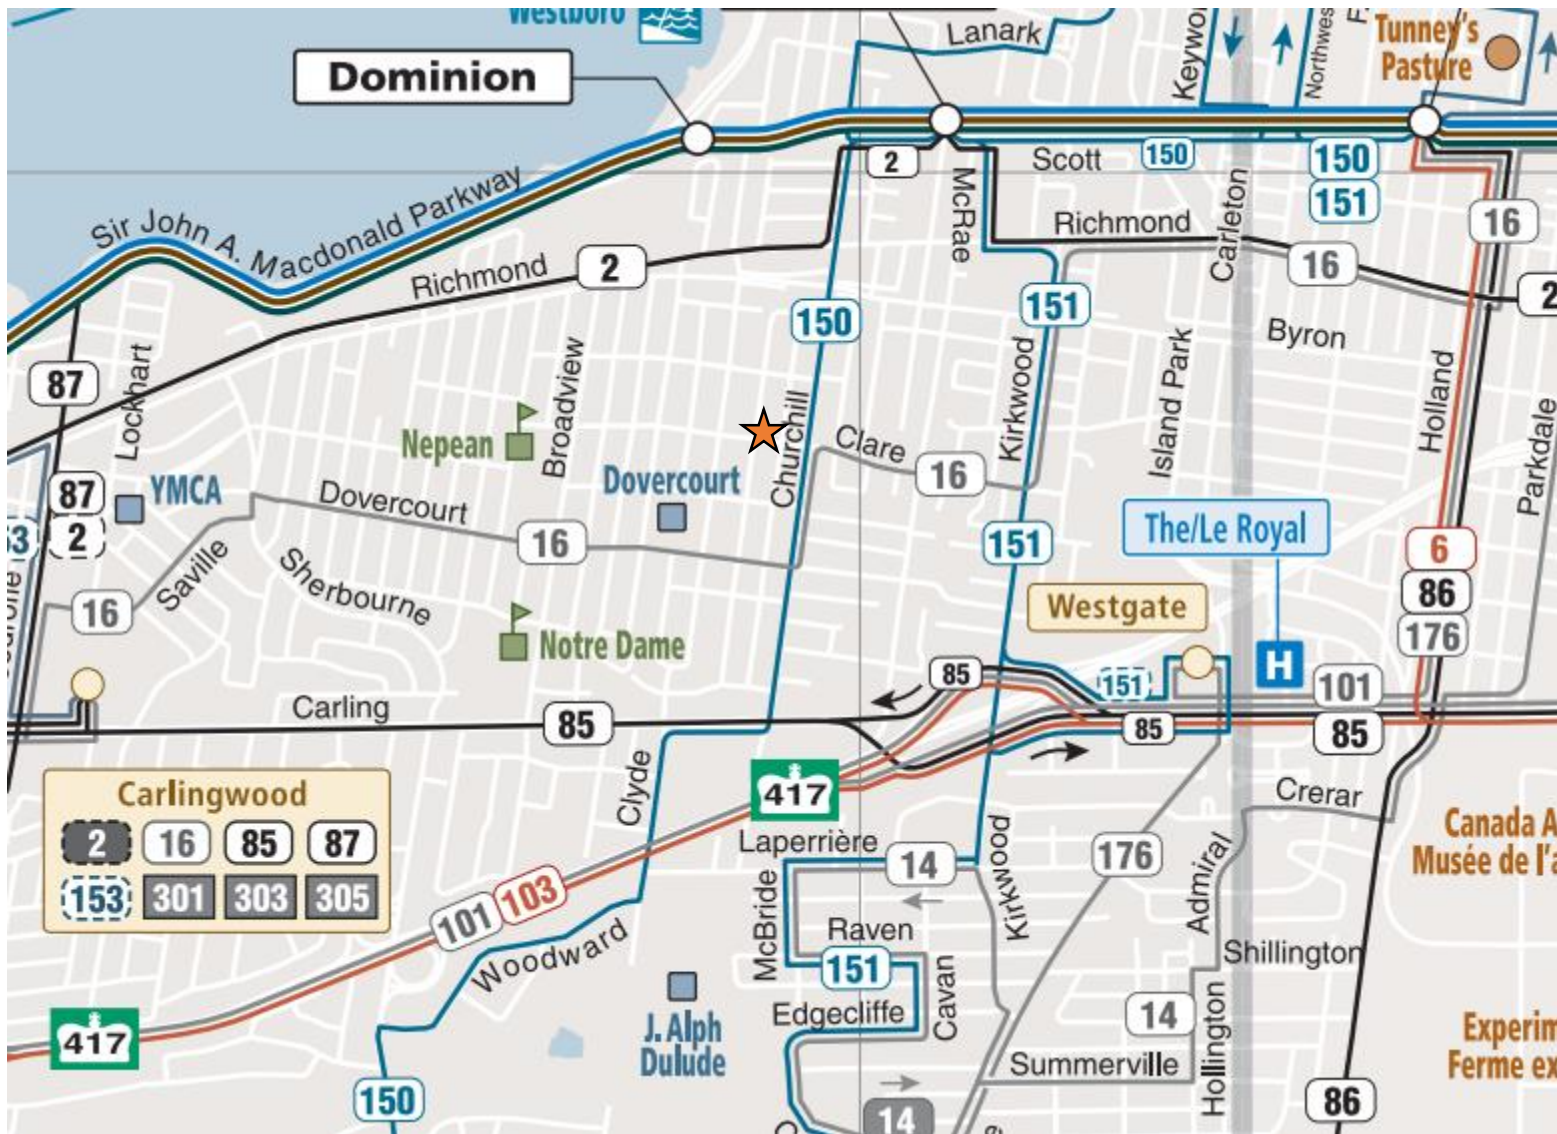 Westboro
Dominion
Lanark
Keywor
Northwes
Tunney's
Pasture
Sir John A. Macdonald Parkway
2
McRae
Scott
150
150
151
Richmond
Carleton
16
16
Richmond
2
2
150
151
Byron
87
Lockhart
Broadview
Nepean
Churchill
Clare
16
Kirkwood
Island Park
Holland
Parkdale
87
2
YMCA
Dovercourt
Dovercourt
16
151
The/Le Royal
H
6
86
176
16
Saville
Sherbourne
Notre Dame
Westgate
85
151
101
Carling
85
85
85
Carlingwood
2 16 85 87
153 301 303 305
Clyde
417
Laperrière
14
Kirkwood
176
Crerar
Admiral
Canada A
Musée de l'a
101
103
Woodward
McBride
Raven
151
Cavan
Shillington
417
J. Alph
Dulude
Edgecliffe
14
Hollington
Summerville
Experim
Ferme ex
150
14
86